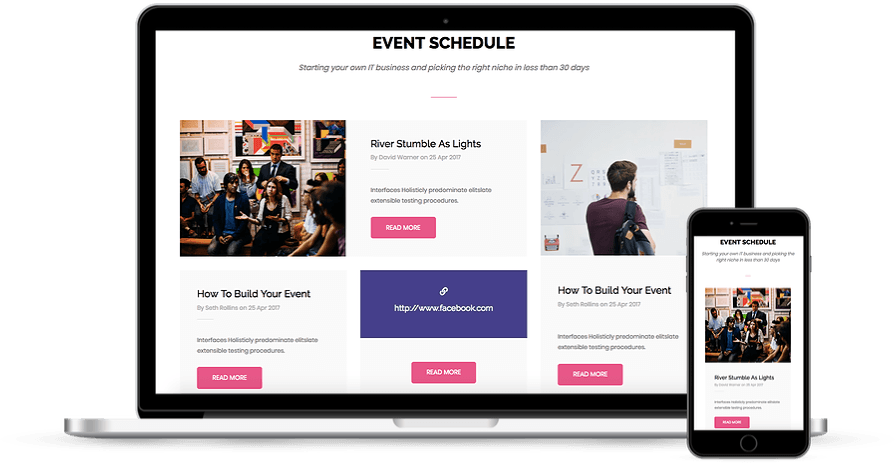 EVENT SCHEDULE
Starting your own IT business and picking the right niche in less than 30 days
River Stumble As Lights
By David Warner on 25 Apr 2017
Interfaces Holisticly predominate elitslate
extensible testing procedures.
READ MORE
Z
How To Build Your Event
By Seth Rollins on 25 Apr 2017
Interfaces Holisticly predominate elitslate
extensible testing procedures.
READ MORE
http://www.facebook.com
READ MORE
How To Build Your Event
By Seth Rollins on 25 Apr 2017
Interfaces Holisticly predominate elitslate
extensible testing procedures.
READ MORE
EVENT SCHEDULE
Starting your own IT business and picking the
right niche in less than 30 days
River Stumble As Lights
By David Warner on 25 Apr 2017
Interfaces Holisticly predominate elitslate
extensible testing procedures.
READ MORE